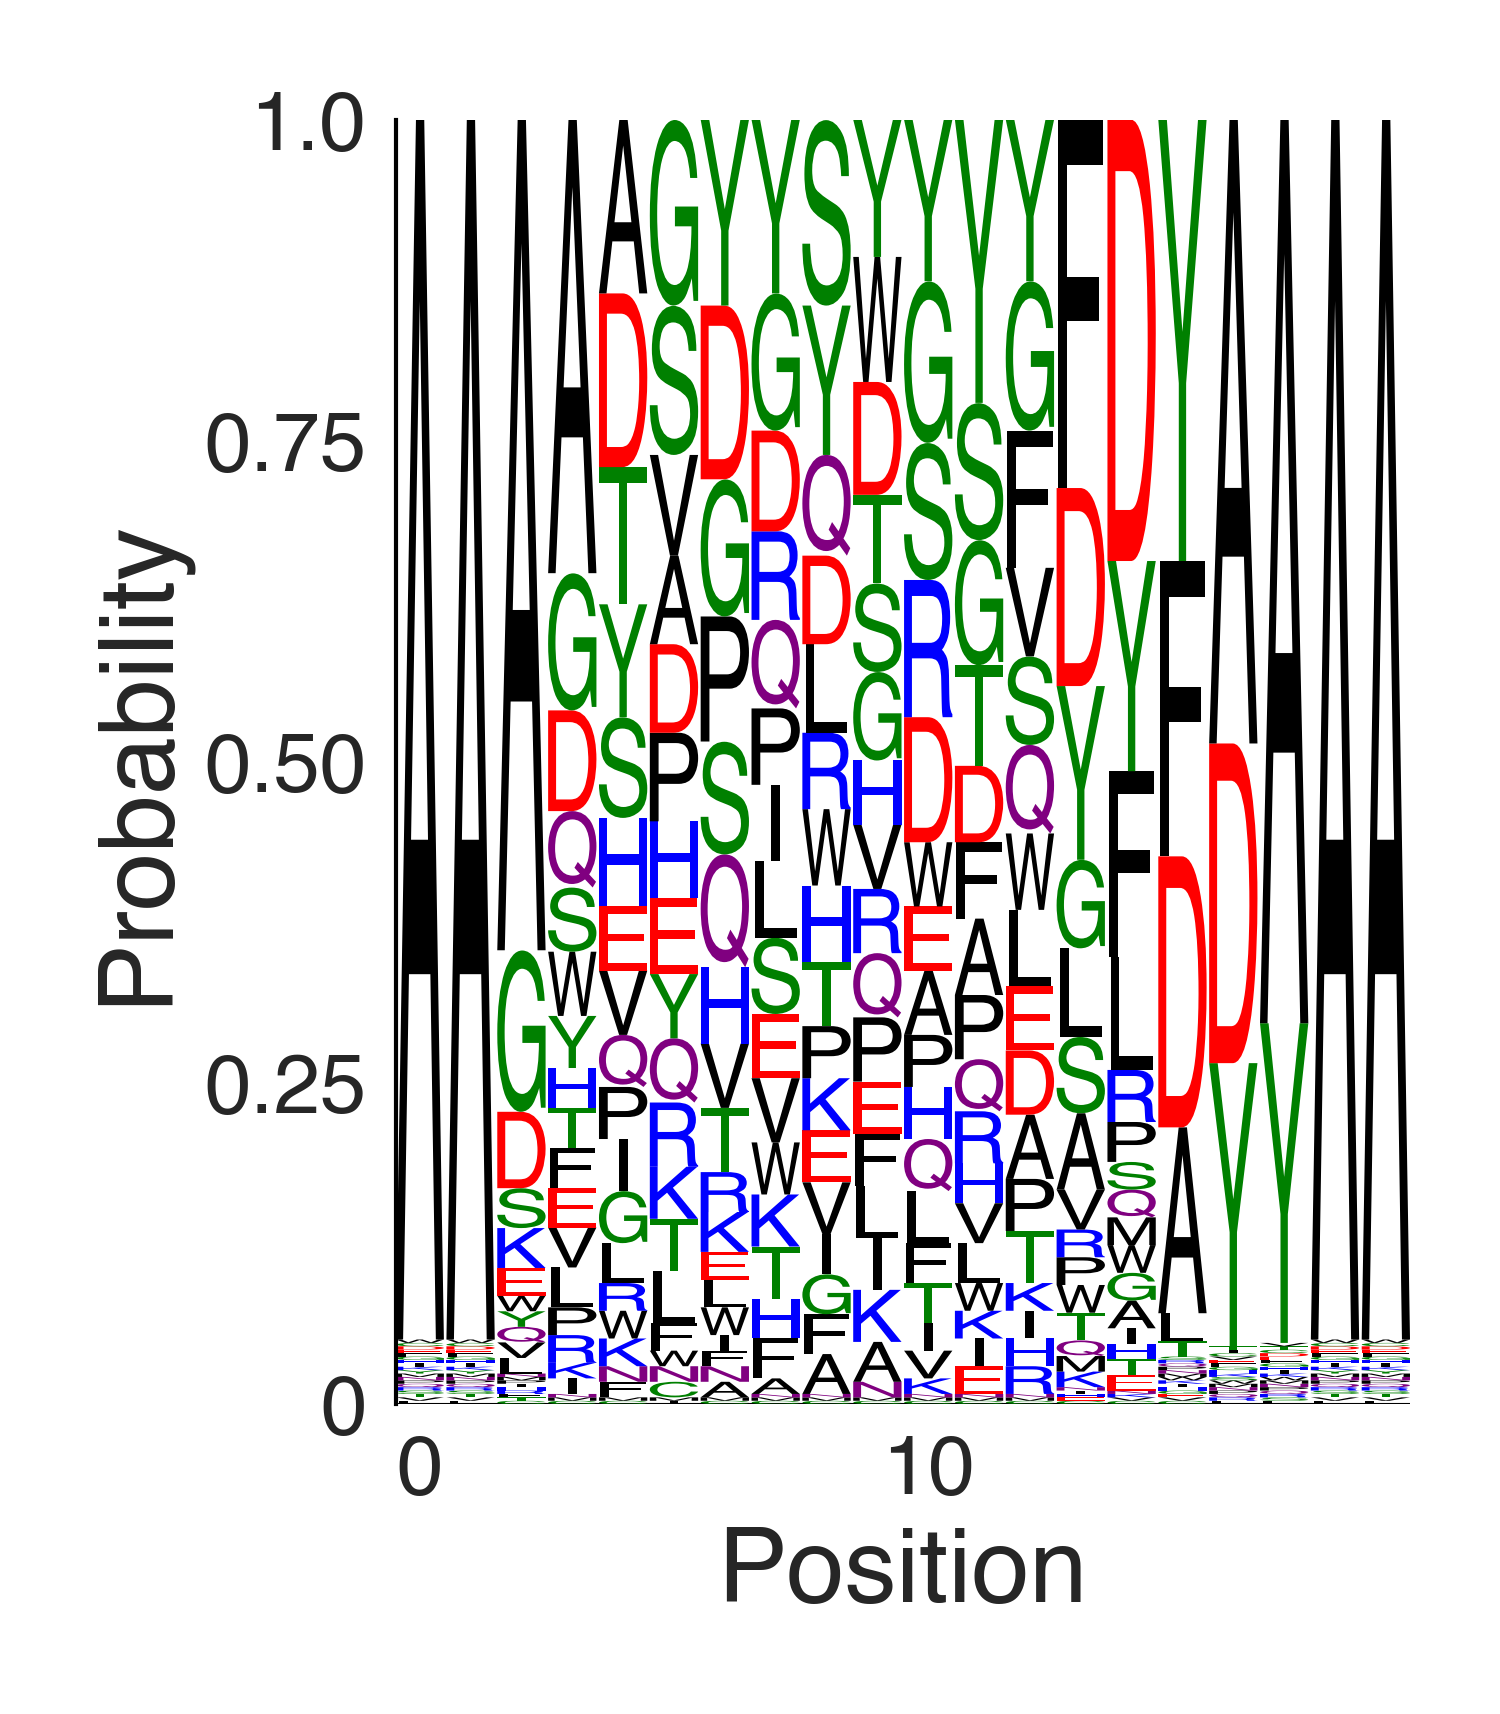 1.0
0.75
0.50
0.25
0
0
10
Probability
Position
A
A
A G D S K E W Y Q V L
A G D Q S W Y H T F E V L P R K I
A D T Y S H E V Q P I G L R W K N F
G S V A D P H E Y Q R K T L F W N C
Y D G P S Q H V T R K E L W I F N A
Y G D R Q P I L S E V W K T H F A
S Y Q D L R W H T P K E V I G F A
Y W D T S G H V R Q P E F L I K A N
Y G S R D W E A P H Q L F T I V K
Y S G T D F A P Q R H V L W K I E
Y G F V S Q W L E D A P T K I H R
F D Y G L S A V R P W T Q M K I E
D Y F L R P S Q M W G A I H T E
Y F D A L T
A D Y
A Y
A
A